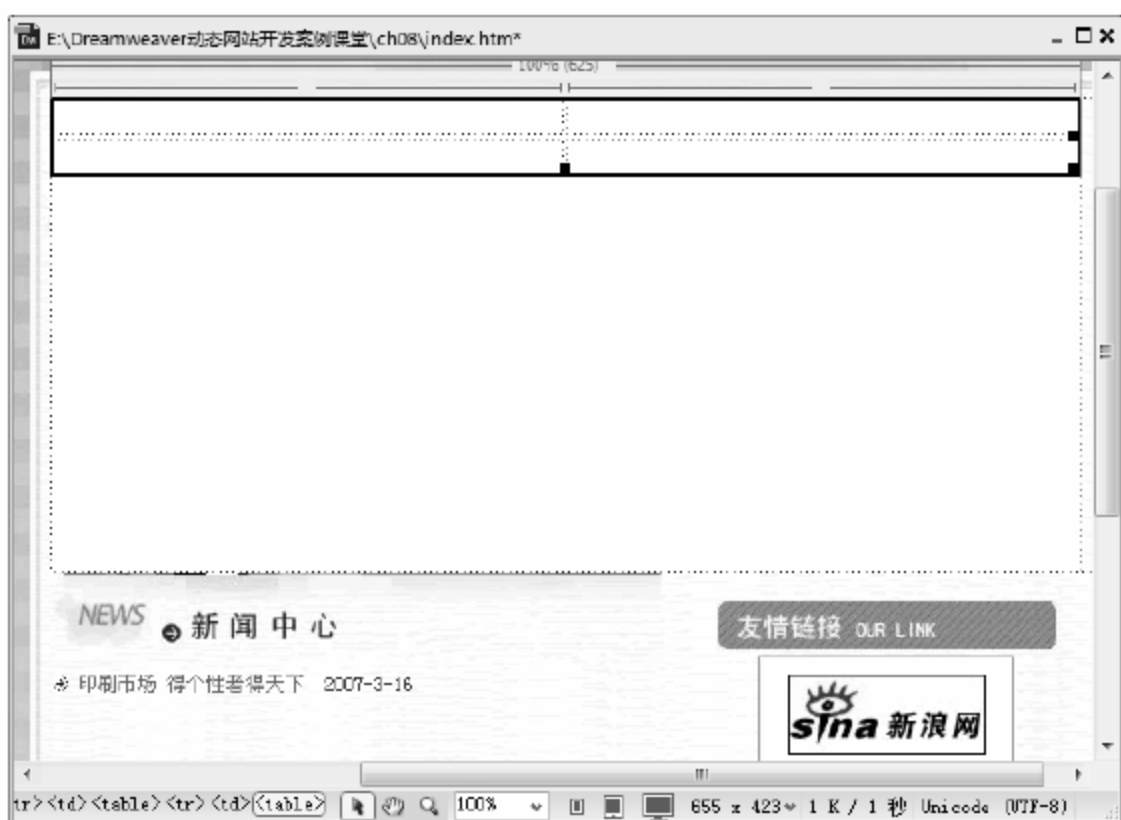 Dw E:\Dreamweaver动态网站开发案例课堂\ch08\index.htm*
100% (625)
NEWS 新闻中心
友情链接 OUR LINK
印刷市场 得个性者得天下 2007-3-16
sina 新浪网
tr><td><table><tr><td><table> 100% 655 x 423 1 K / 1 秒 Unicode (UTF-8)